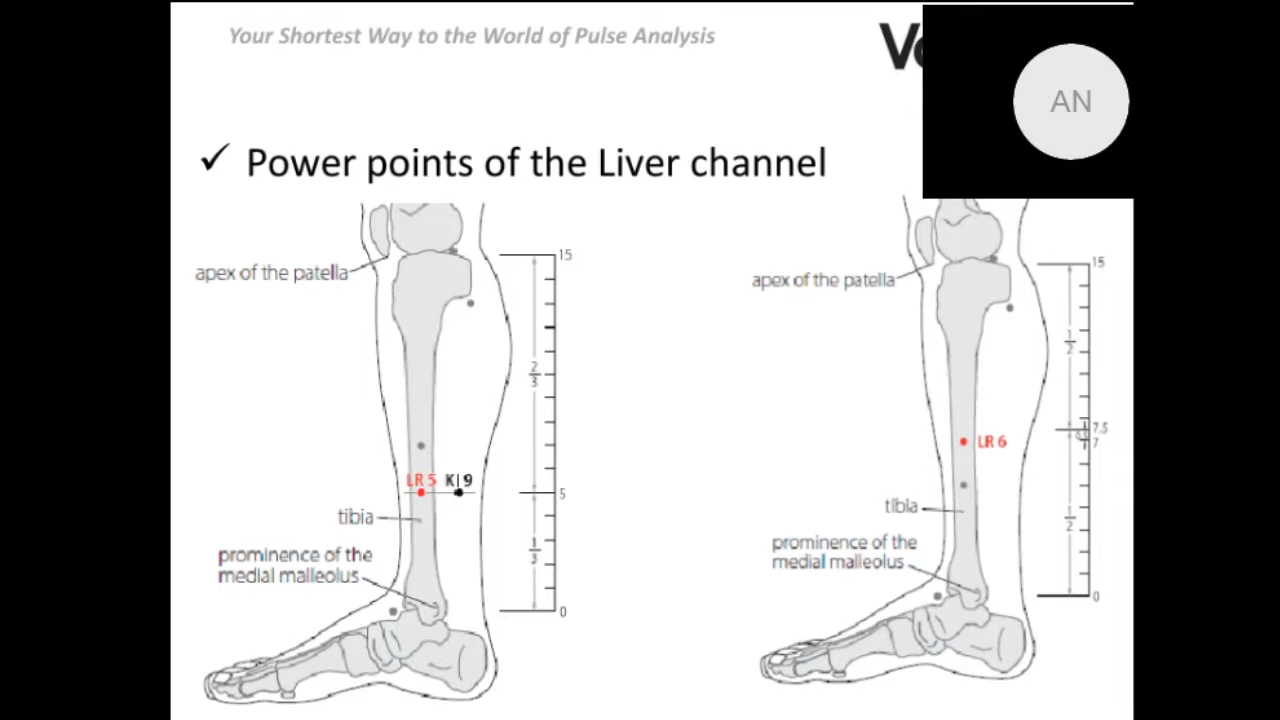 Your Shortest Way to the World of Pulse Analysis
AN
✓ Power points of the Liver channel
apex of the patella
15
2
3
LR 5 KI 9
5
tibia
prominence of the
medial malleolus
1
3
0
apex of the patella
15
1
2
7.5
7
LR 6
tibia
1
2
prominence of the
medial malleolus
0